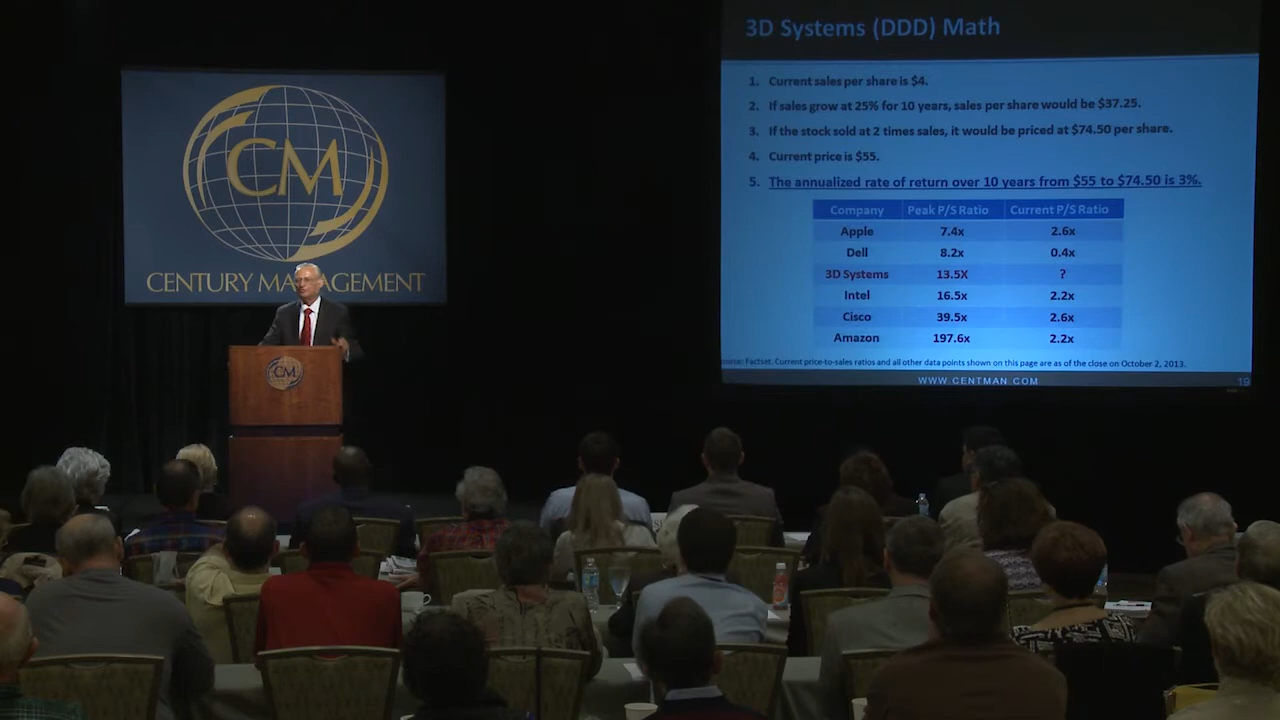 3D Systems (DDD) Math
1. Current sales per share is $4.
2. If sales grow at 25% for 10 years, sales per share would be $37.25.
3. If the stock sold at 2 times sales, it would be priced at $74.50 per share.
4. Current price is $55.
5. The annualized rate of return over 10 years from $55 to $74.50 is 3%.
Company Peak P/S Ratio Current P/S Ratio
Apple 7.4x 2.6x
Dell 8.2x 0.4x
3D Systems 13.5X ?
Intel 16.5x 2.2x
Cisco 39.5x 2.6x
Amazon 197.6x 2.2x
Factset. Current price-to-sales ratios and all other data points shown on this page are as of the close on October 2, 2013.
WWW.CENTMAN.COM 19
CM
CENTURY MANAGEMENT
CM